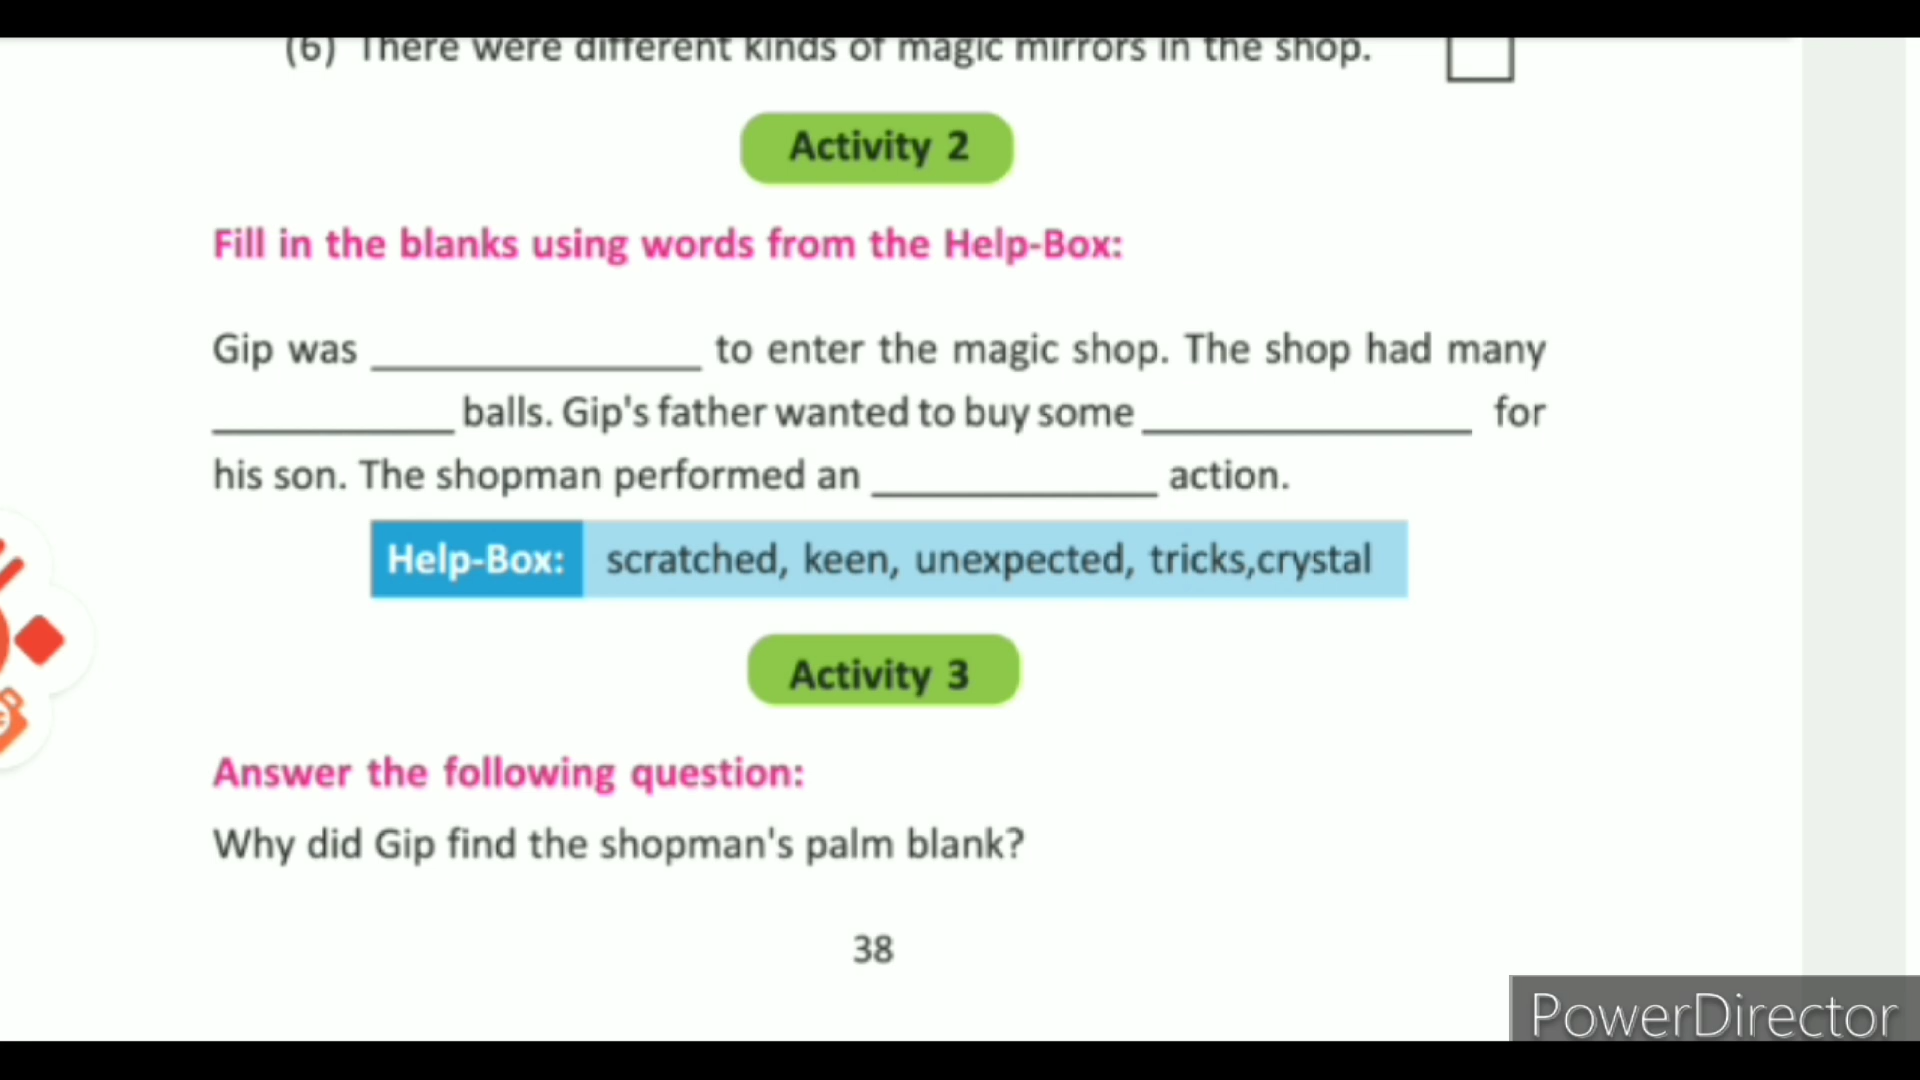 (6) There were different kinds of magic mirrors in the shop.
Activity 2
Fill in the blanks using words from the Help-Box:
Gip was ____________ to enter the magic shop. The shop had many
____________ balls. Gip's father wanted to buy some ____________ for
his son. The shopman performed an ____________ action.
Help-Box: scratched, keen, unexpected, tricks,crystal
Activity 3
Answer the following question:
Why did Gip find the shopman's palm blank?
38
PowerDirector